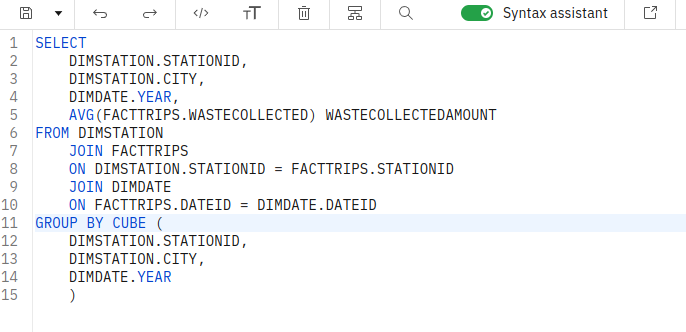 </> TT Syntax assistant
1 SELECT
2 DIMSTATION.STATIONID,
3 DIMSTATION.CITY,
4 DIMDATE.YEAR,
5 AVG(FACTTRIPS.WASTECOLLECTED) WASTECOLLECTEDAMOUNT
6 FROM DIMSTATION
7 JOIN FACTTRIPS
8 ON DIMSTATION.STATIONID = FACTTRIPS.STATIONID
9 JOIN DIMDATE
10 ON FACTTRIPS.DATEID = DIMDATE.DATEID
11 GROUP BY CUBE (
12 DIMSTATION.STATIONID,
13 DIMSTATION.CITY,
14 DIMDATE.YEAR
15 )